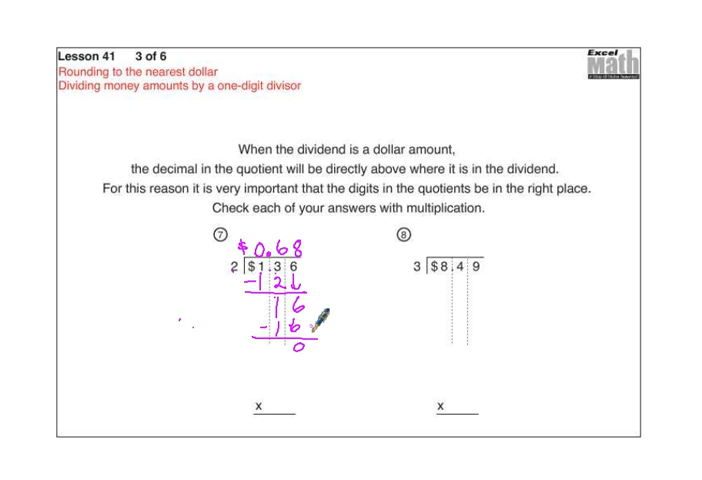 Lesson 41 3 of 6
Excel
Math
Rounding to the nearest dollar
Dividing money amounts by a one-digit divisor
When the dividend is a dollar amount,
the decimal in the quotient will be directly above where it is in the dividend.
For this reason it is very important that the digits in the quotients be in the right place.
Check each of your answers with multiplication.
7 8
$0.68
2 $1.36 3 $8.49
-12↓
16
-16
0
x x